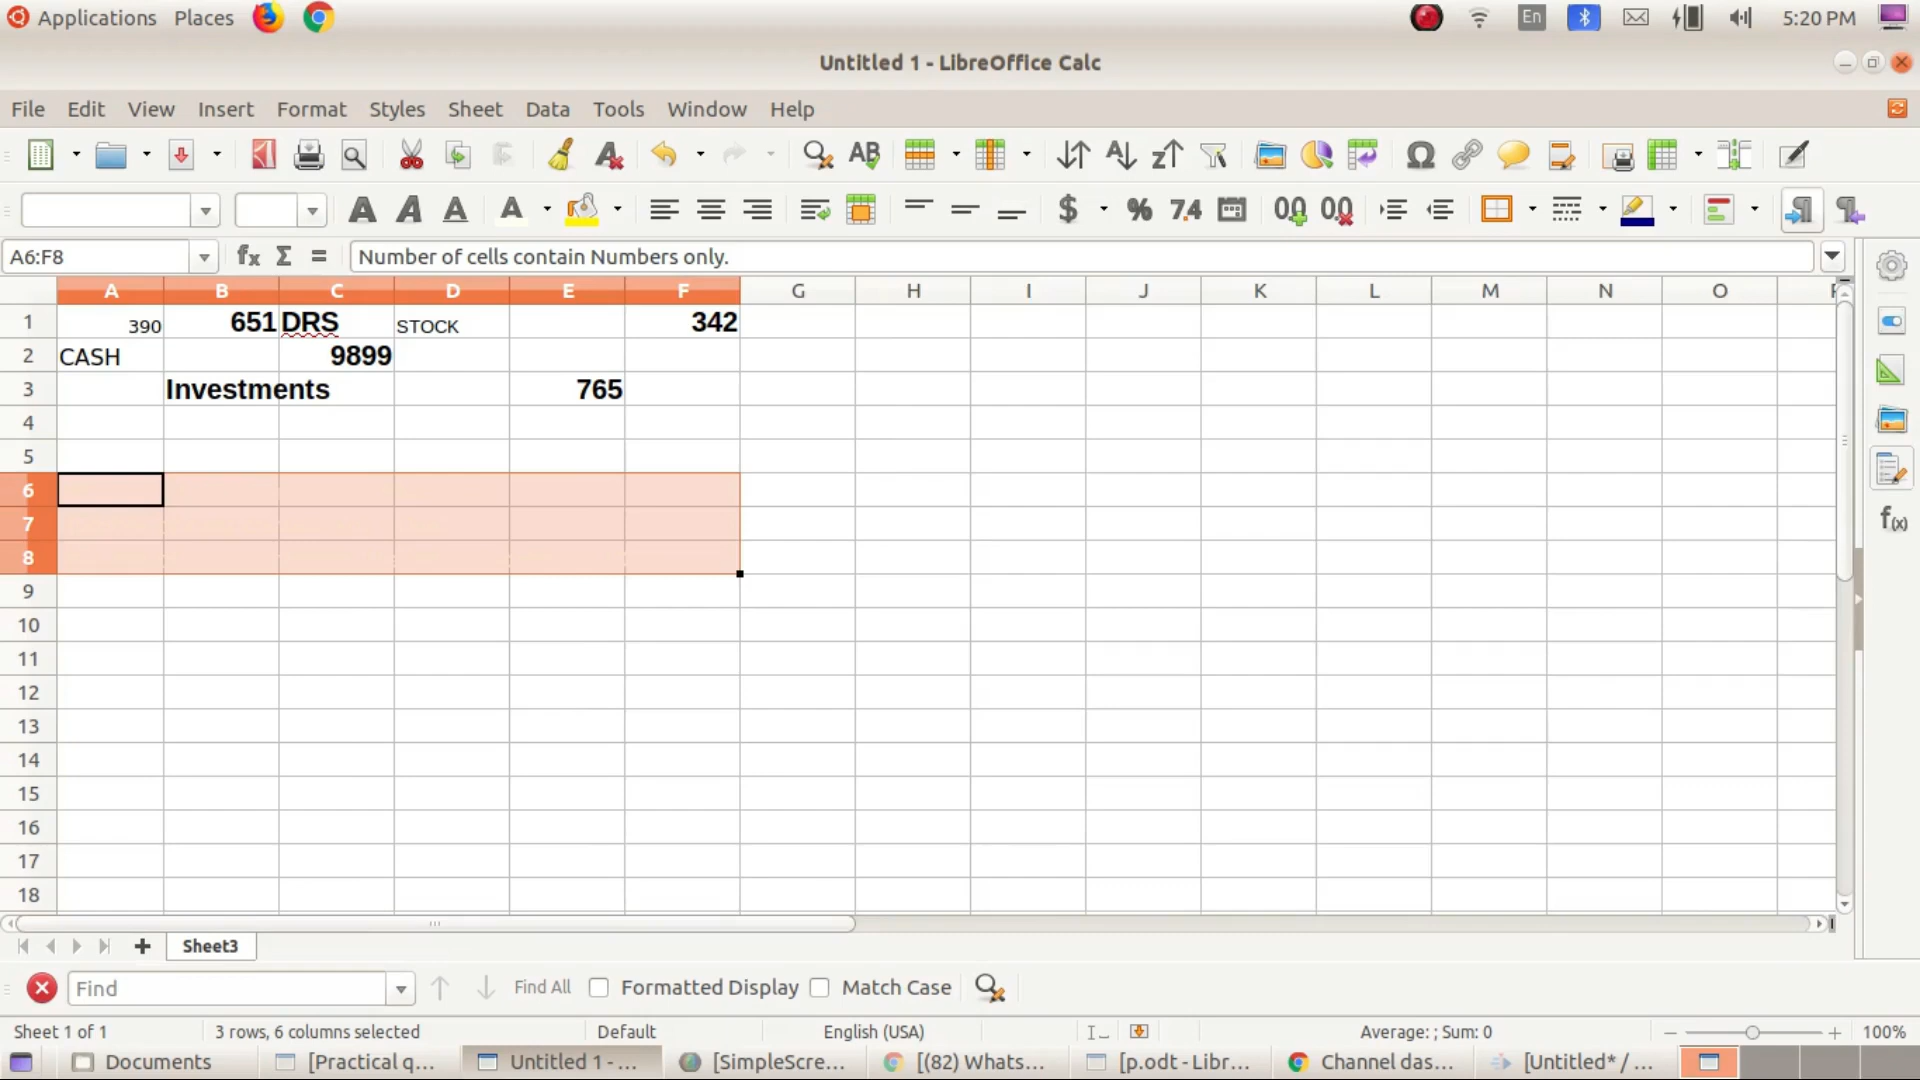 Applications Places En 5:20 PM
Untitled 1 - LibreOffice Calc
File Edit View Insert Format Styles Sheet Data Tools Window Help
A6:F8 Number of cells contain Numbers only.
A B C D E F G H I J K L M N O
1 390 651 DRS STOCK 342
2 CASH 9899
3 Investments 765
4
5
6
7
8
9
10
11
12
13
14
15
16
17
18
Sheet3
Find Find All Formatted Display Match Case
Sheet 1 of 1 3 rows, 6 columns selected Default English (USA) Average: ; Sum: 0 100%
Documents [Practical q... Untitled 1 - ... [SimpleScre... [(82) Whats... [p.odt - Libr... Channel das... [Untitled* / ...